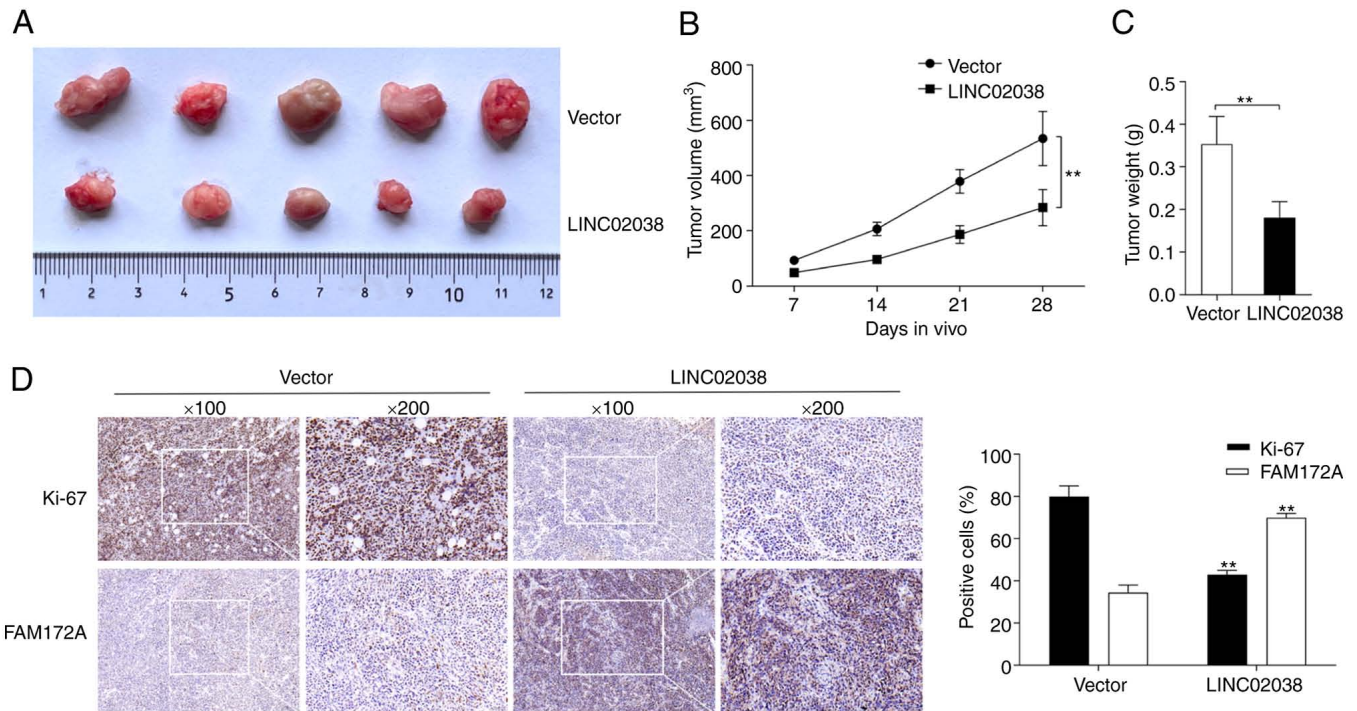 A
Vector
LINC02038
1 2 3 4 5 6 7 8 9 10 11 12
B
800
600
400
200
0
Tumor volume (mm3)
Vector
LINC02038
**
7 14 21 28
Days in vivo
C
0.5
0.4
0.3
0.2
0.1
0.0
Tumor weight (g)
**
Vector LINC02038
D
Vector LINC02038
×100 ×200 ×100 ×200
Ki-67
FAM172A
Ki-67
FAM172A
100
80
60
40
20
0
Positive cells (%)
**
**
Vector LINC02038